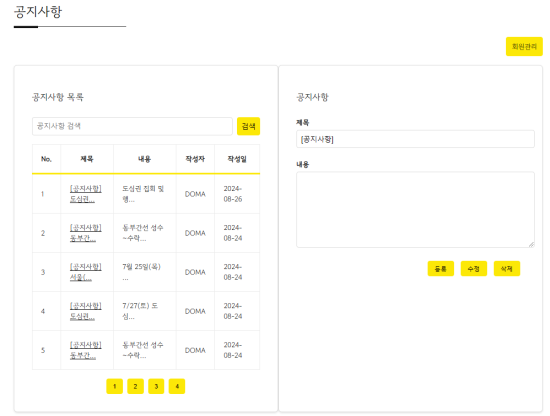 공지사항
회원관리
공지사항 목록
공지사항 검색
검색
No. 제목 내용 작성자 작성일
1 [공지사항] 도심권... 도심권 집회 및 행... DOMA 2024-08-26
2 [공지사항] 동부간... 동부간선 성수~수락... DOMA 2024-08-24
3 [공지사항] 서울(... 7월 25일(목) ... DOMA 2024-08-24
4 [공지사항] 도심권... 7/27(토) 도심... DOMA 2024-08-24
5 [공지사항] 동부간... 동부간선 성수~수락... DOMA 2024-08-24
1 2 3 4
공지사항
제목
[공지사항]
내용
등록 수정 삭제